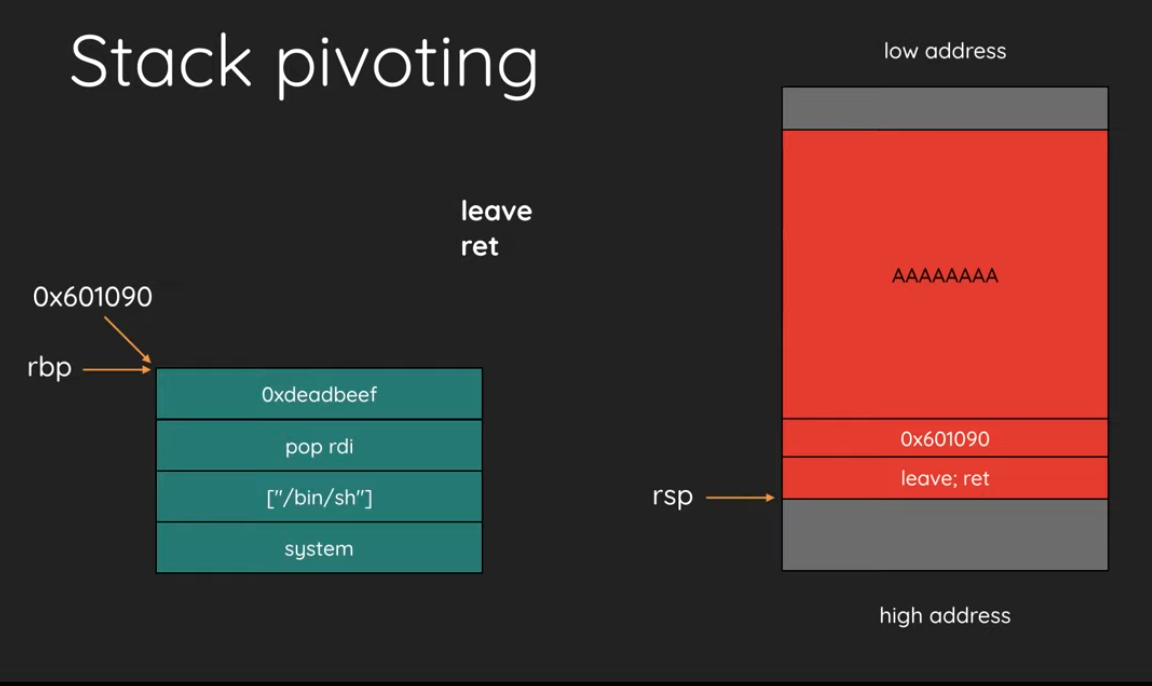 Stack pivoting
low address
leave
ret
0x601090
rbp
0xdeadbeef
pop rdi
["/bin/sh"]
system
AAAAAAAA
0x601090
leave; ret
rsp
high address